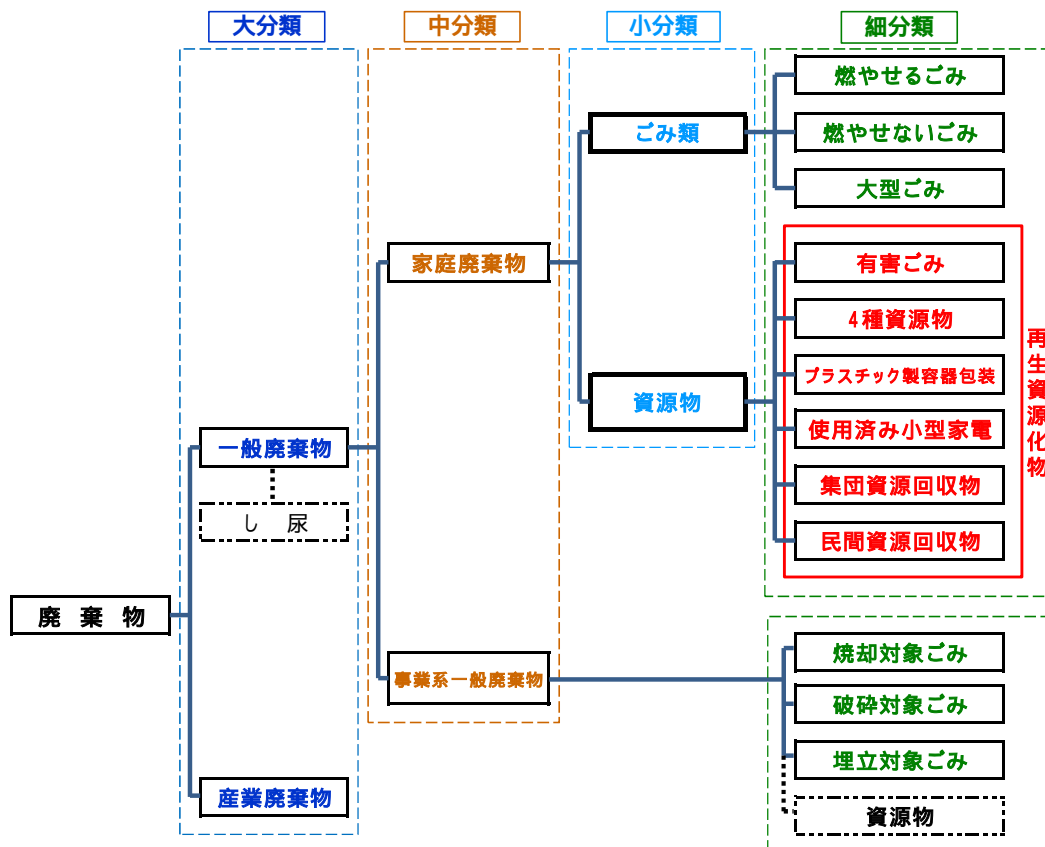 大分類
中分類
小分類
細分類
燃やせるごみ
ごみ類
燃やせないごみ
大型ごみ
家庭廃棄物
有害ごみ
4種資源物
プラスチック製容器包装
資源物
使用済み小型家電
一般廃棄物
集団資源回収物
し 尿
民間資源回収物
再生資源化物
廃 棄 物
焼却対象ごみ
事業系一般廃棄物
破砕対象ごみ
埋立対象ごみ
産業廃棄物
資源物